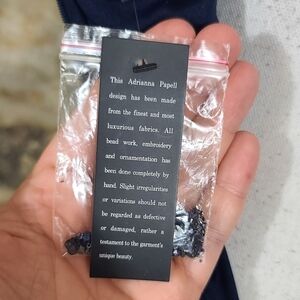 This Adrianna Papell
design has been made
from the finest and most
luxurious fabrics. All
bead work, embroidery
and ornamentation has
been done completely by
hand. Slight irregularities
or variations should not
be regarded as defective
or damaged, rather a
testament to the garment's
unique beauty.